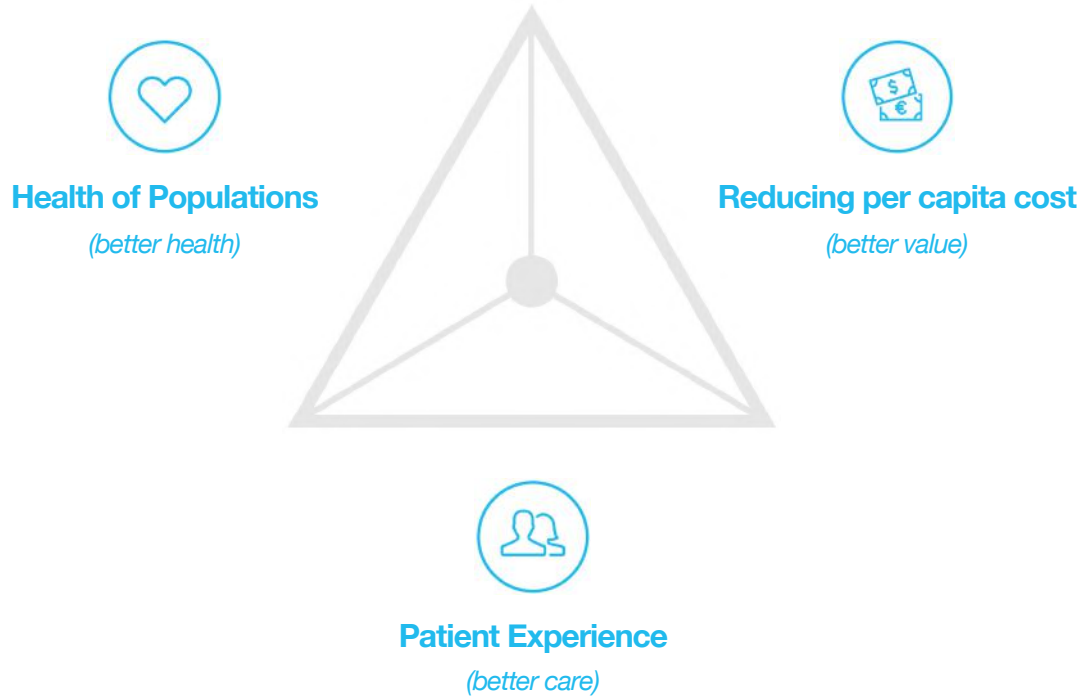 $
€
Health of Populations
(better health)
Reducing per capita cost
(better value)
Patient Experience
(better care)